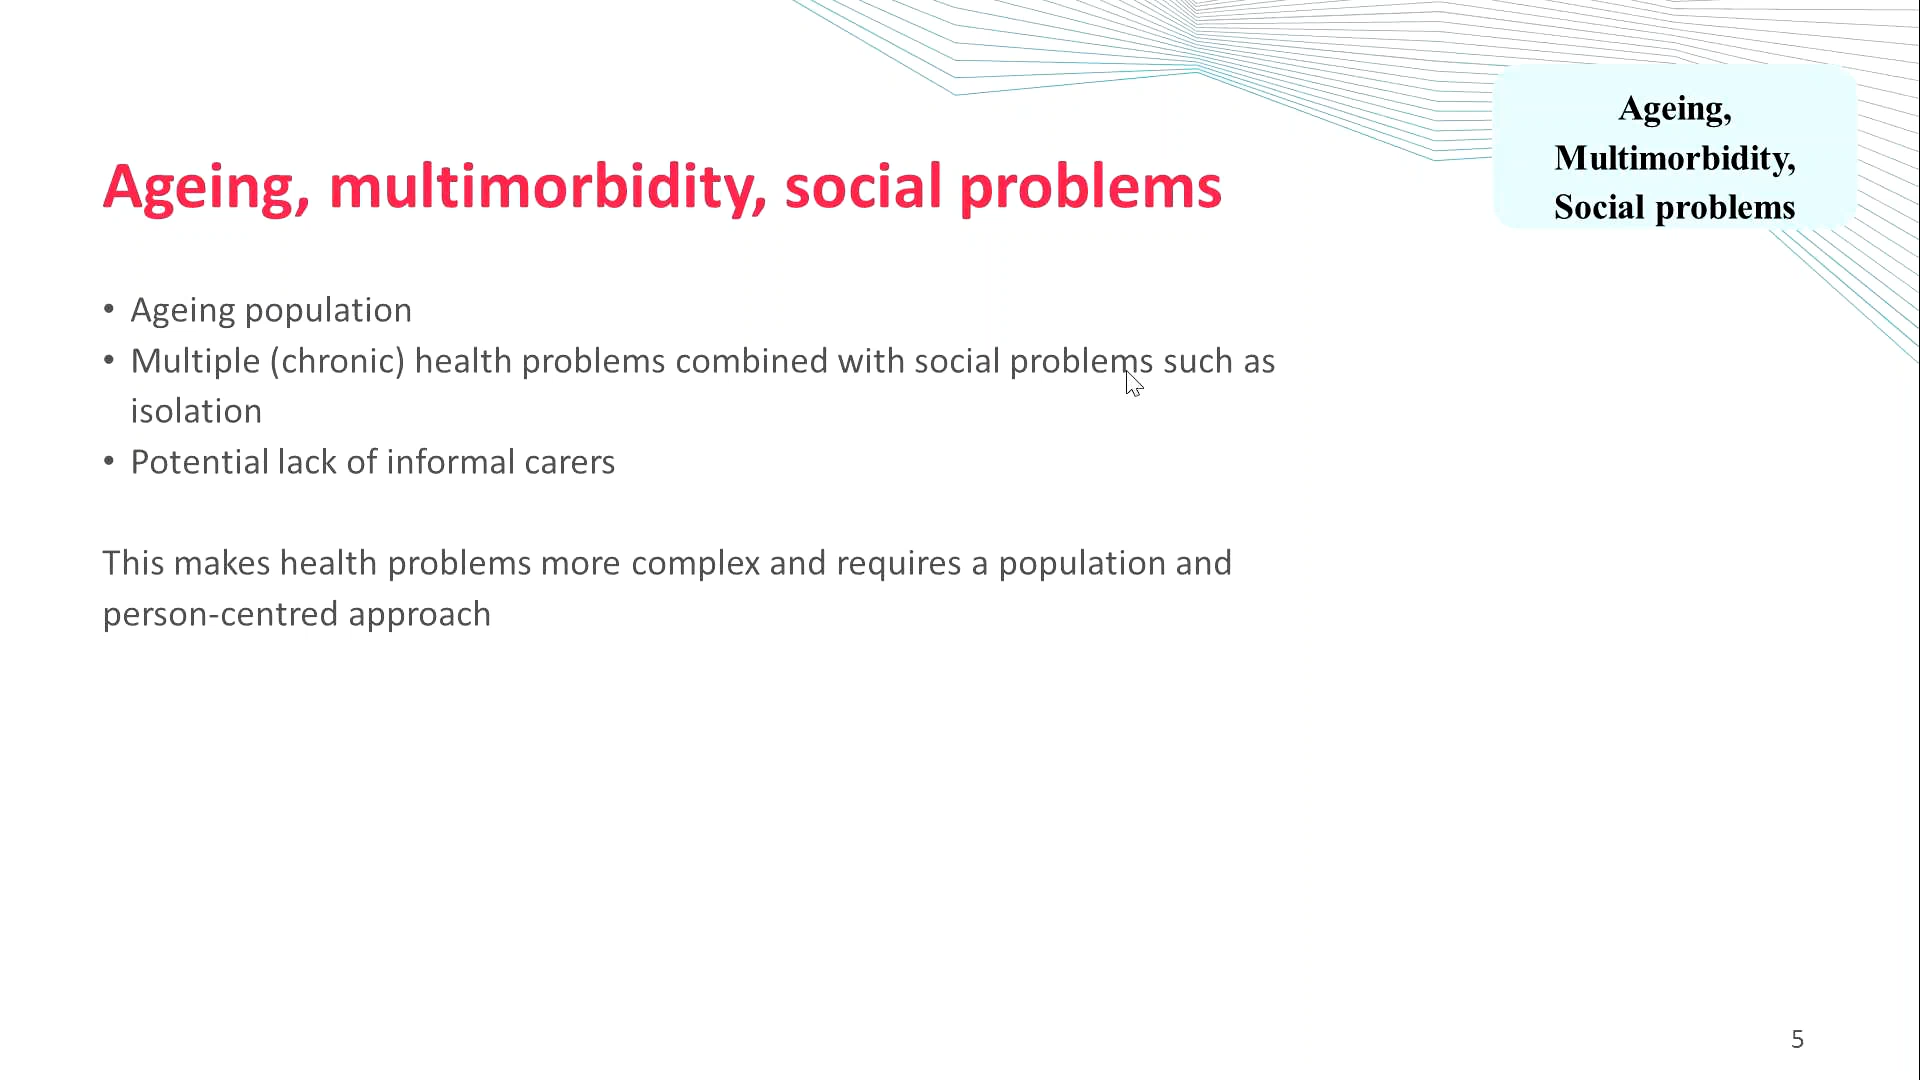 Ageing, multimorbidity, social problems
Ageing,
Multimorbidity,
Social problems
• Ageing population
• Multiple (chronic) health problems combined with social problems such as
isolation
• Potential lack of informal carers
This makes health problems more complex and requires a population and
person-centred approach
5